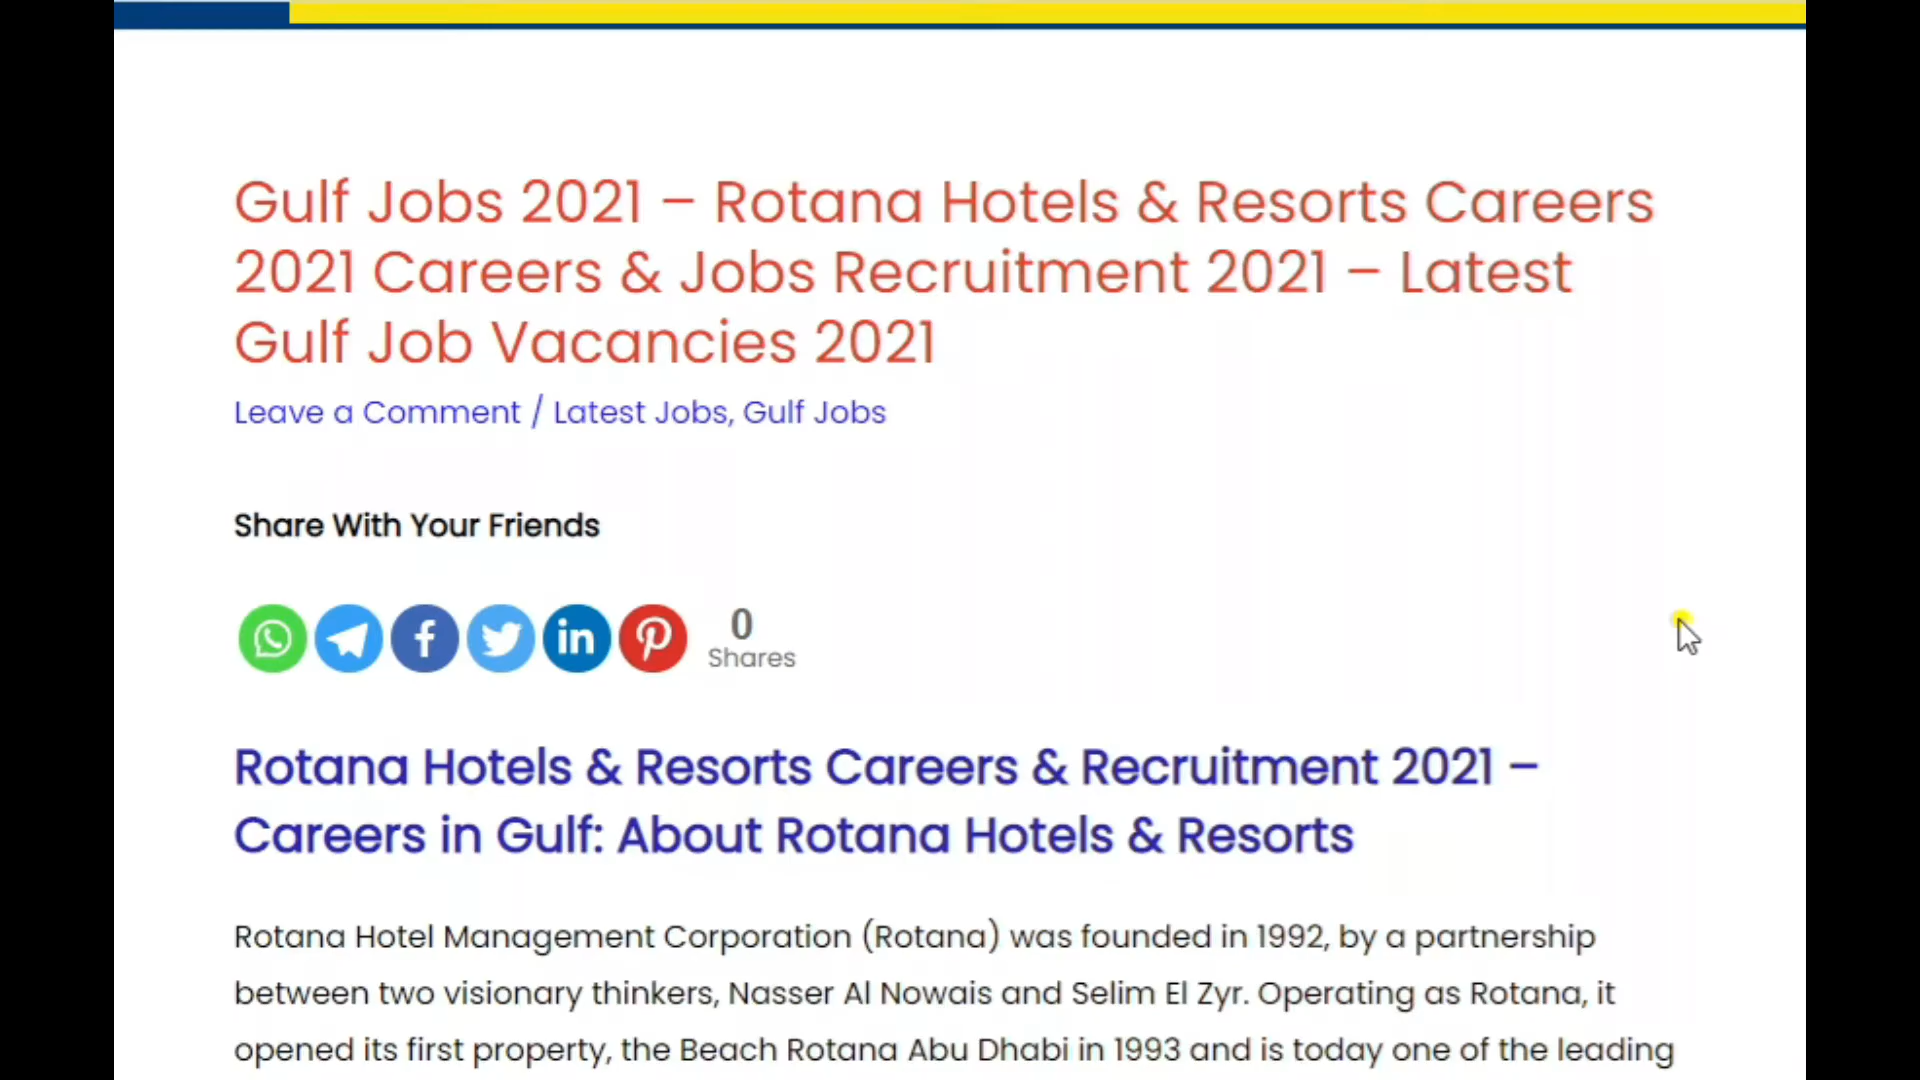 Gulf Jobs 2021 – Rotana Hotels & Resorts Careers
2021 Careers & Jobs Recruitment 2021 – Latest
Gulf Job Vacancies 2021
Leave a Comment / Latest Jobs, Gulf Jobs
Share With Your Friends
0
Shares
Rotana Hotels & Resorts Careers & Recruitment 2021 –
Careers in Gulf: About Rotana Hotels & Resorts
Rotana Hotel Management Corporation (Rotana) was founded in 1992, by a partnership
between two visionary thinkers, Nasser Al Nowais and Selim El Zyr. Operating as Rotana, it
opened its first property, the Beach Rotana Abu Dhabi in 1993 and is today one of the leading